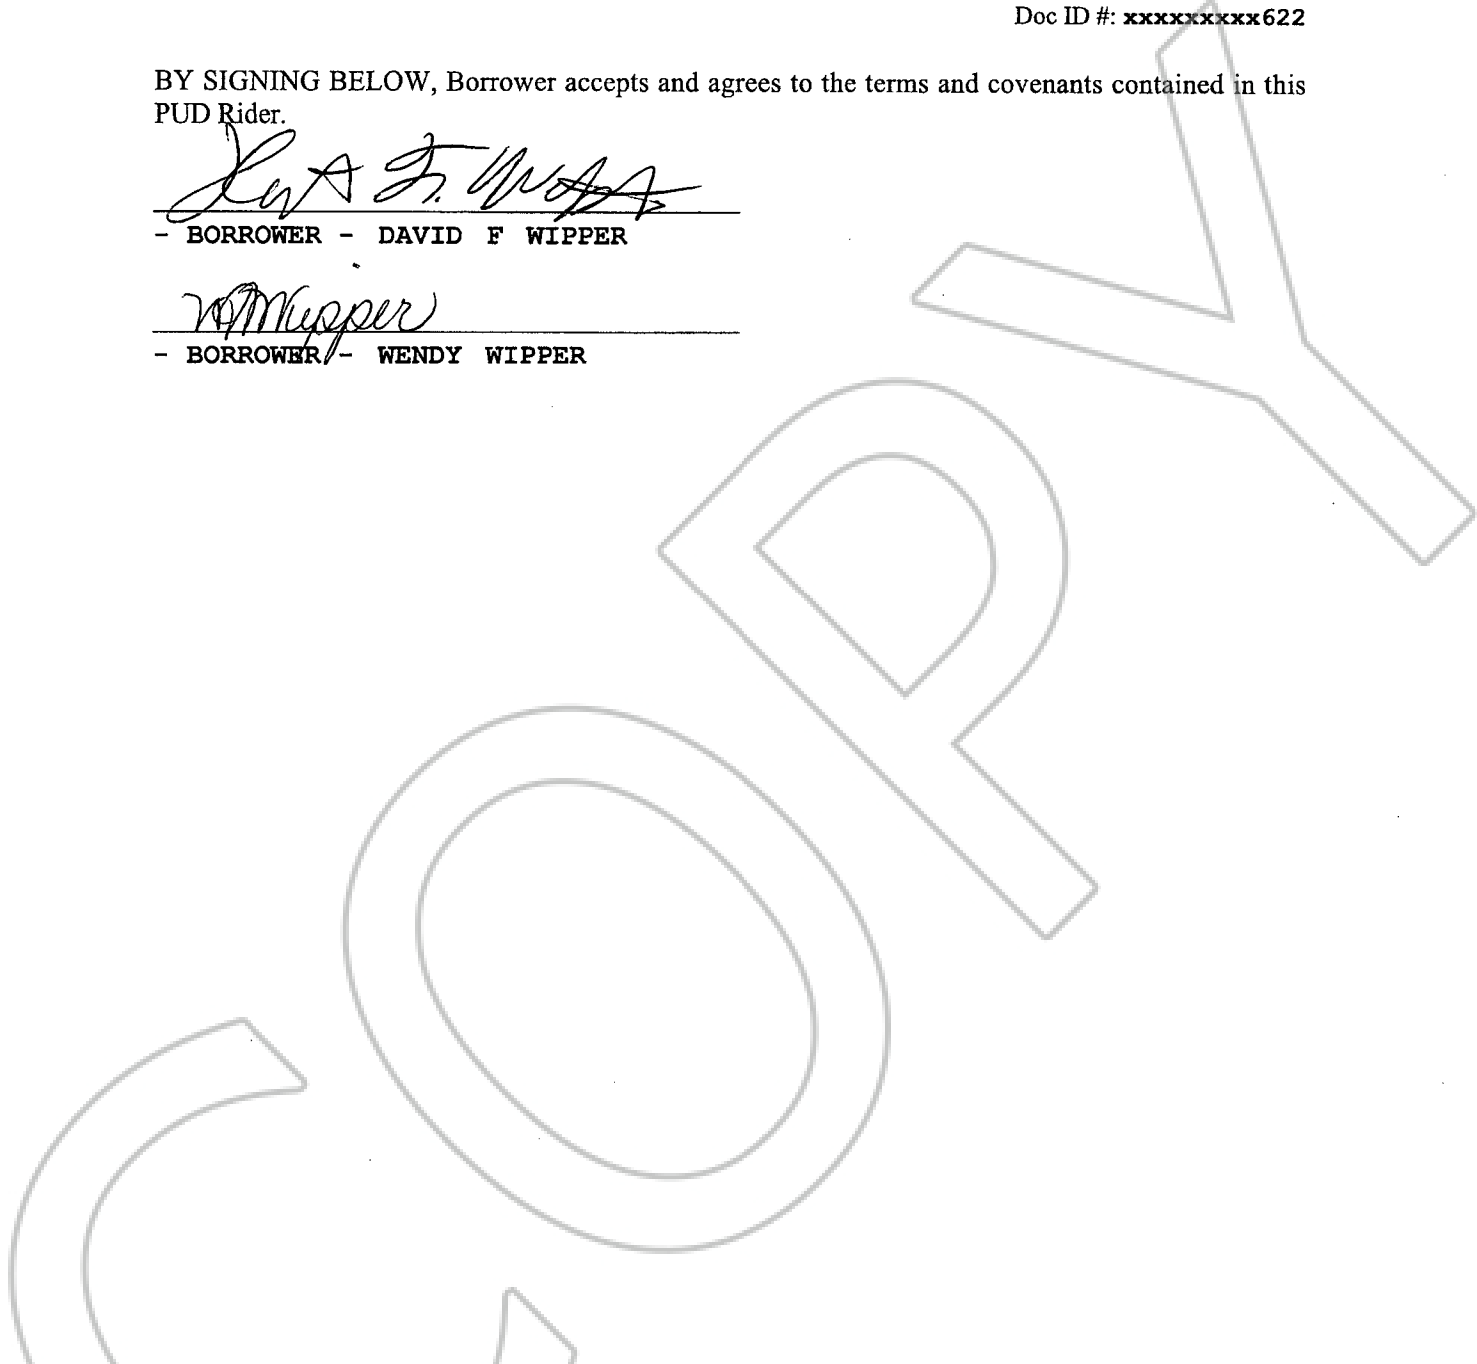 Doc ID #: xxxxxxxxx622
BY SIGNING BELOW, Borrower accepts and agrees to the terms and covenants contained in this
PUD Rider.
- BORROWER - DAVID F WIPPER
Wipper
- BORROWER - WENDY WIPPER
COPY